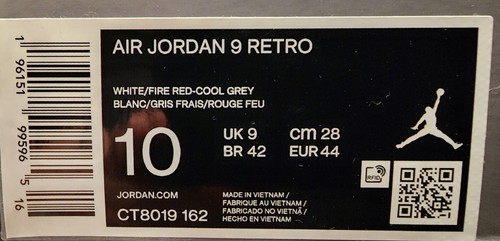 AIR JORDAN 9 RETRO
WHITE/FIRE RED-COOL GREY
BLANC/GRIS FRAIS/ROUGE FEU
10
UK 9 cm 28
BR 42 EUR 44
RFID
JORDAN.COM
CT8019 162
MADE IN VIETNAM /
FABRIQUE AU VIETNAM /
FABRICADO NO VIETNÃ /
HECHO EN VIETNAM
1 96151 99596 5
16